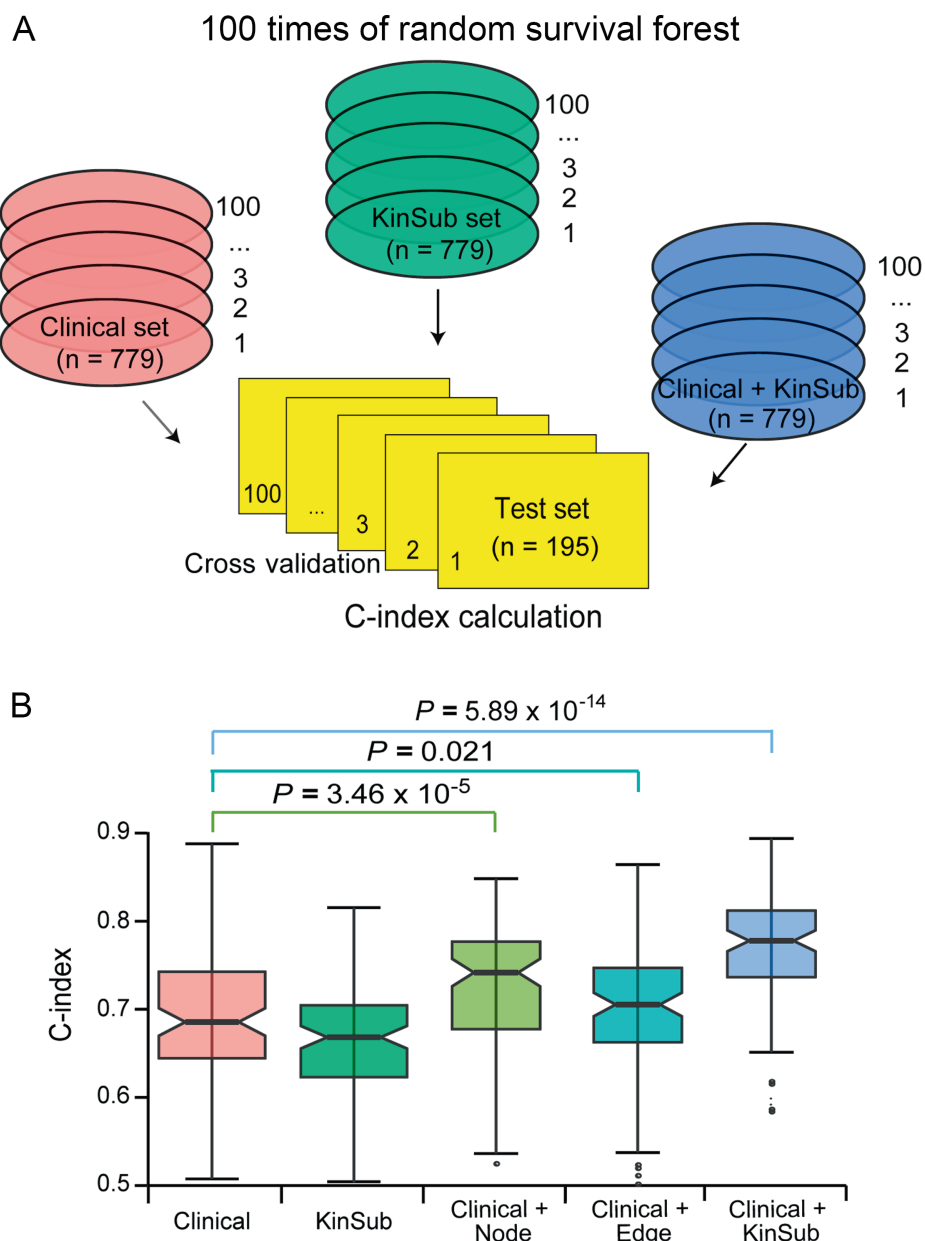 A
100 times of random survival forest
100
...
3
2
1
KinSub set
(n = 779)
100
...
3
2
1
Clinical set
(n = 779)
100
...
3
2
1
Clinical + KinSub
(n = 779)
100
...
3
2
1
Test set
(n = 195)
Cross validation
C-index calculation
B
P = 5.89 x 10⁻¹⁴
P = 0.021
P = 3.46 x 10⁻⁵
C-index
0.9
0.8
0.7
0.6
0.5
Clinical
KinSub
Clinical +
Node
Clinical +
Edge
Clinical +
KinSub